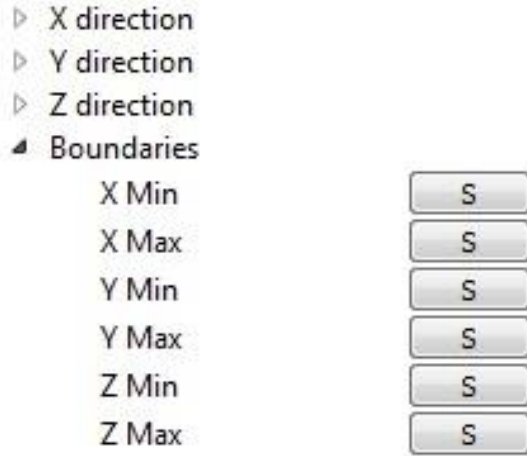 X direction
Y direction
Z direction
Boundaries
X Min S
X Max S
Y Min S
Y Max S
Z Min S
Z Max S